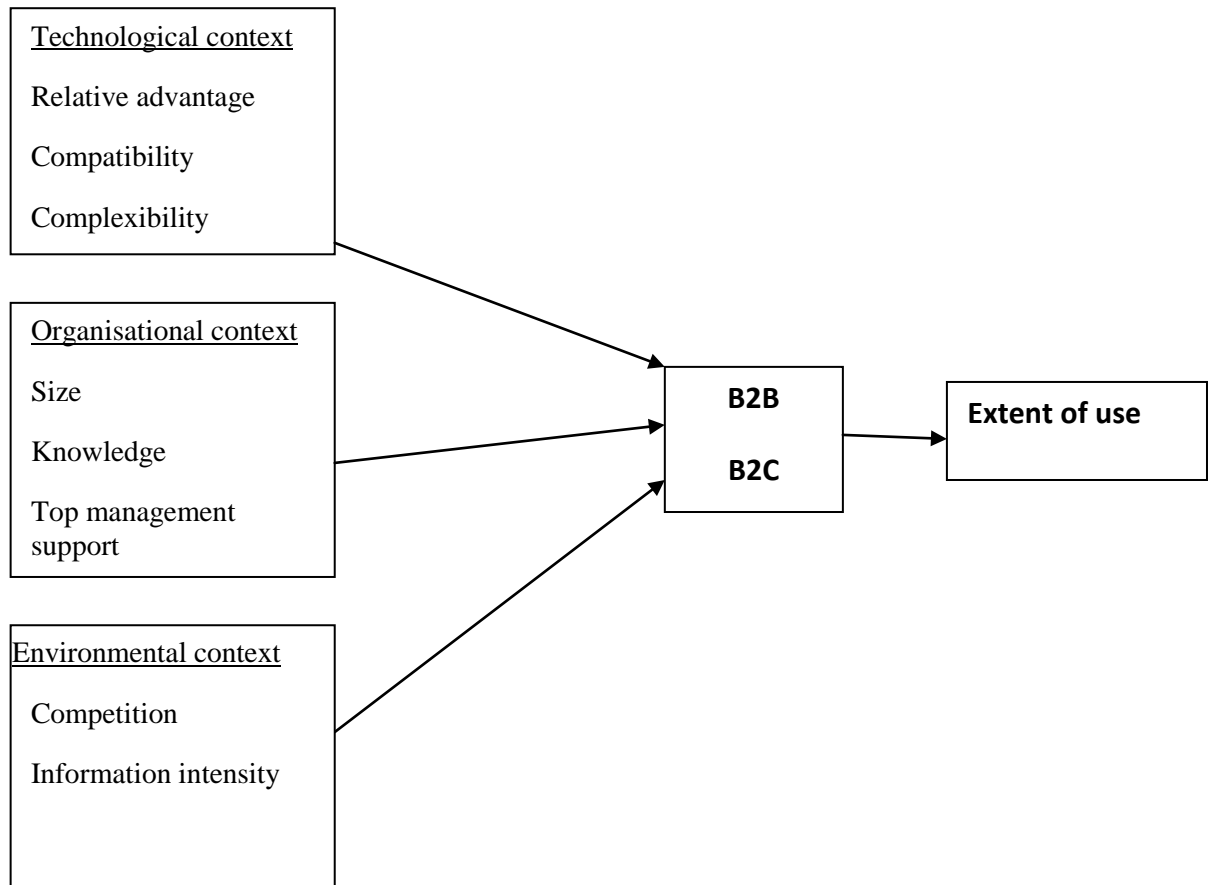 Technological context
Relative advantage
Compatibility
Complexibility
Organisational context
Size
Knowledge
Top management
support
Environmental context
Competition
Information intensity
B2B
B2C
Extent of use